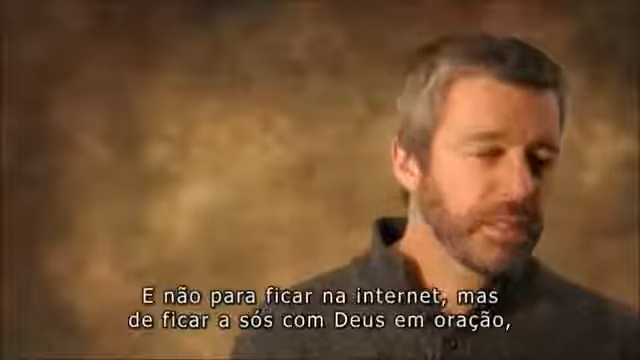 E não para ficar na internet, mas
de ficar a sós com Deus em oração,